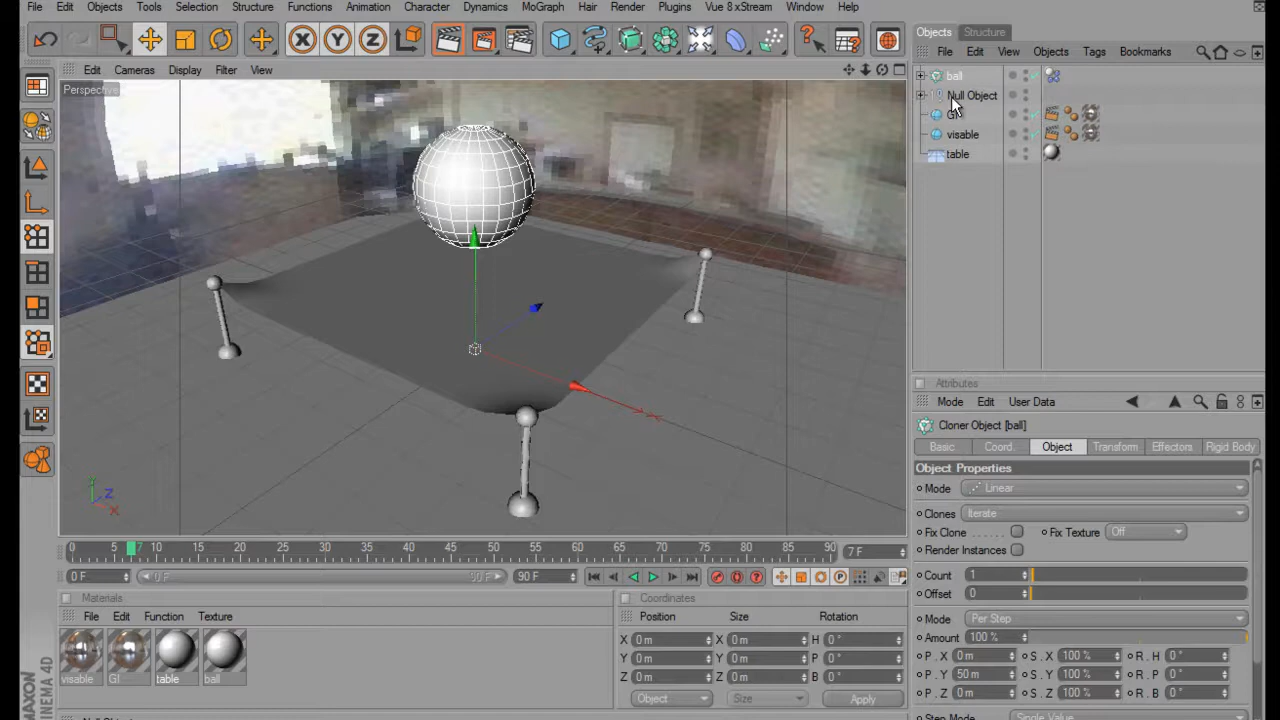 File Edit Objects Tools Selection Structure Functions Animation Character Dynamics MoGraph Hair Render Plugins Vue 8 xStream Window Help
Objects Structure
File Edit View Objects Tags Bookmarks
Edit Cameras Display Filter View
Perspective
ball
Null Object
visable
table
Attributes
Mode Edit User Data
Cloner Object [ball]
Basic Coord. Object Transform Effectors Rigid Body
Object Properties
Mode Linear
Clones Iterate
Fix Clone Fix Texture Off
Render Instances
Count 1
Offset 0
Mode Per Step
Amount 100 %
P . X 0 m S . X 100 % R . H 0 °
P . Y 50 m S . Y 100 % R . P 0 °
P . Z 0 m S . Z 100 % R . B 0 °
Step Mode Single Value
Y
Z
X
0 5 7 10 15 20 25 30 35 40 45 50 55 60 65 70 75 80 85 90 7 F
0 F 0 F 90 F 90 F
Materials
File Edit Function Texture
visable GI table ball
Coordinates
Position Size Rotation
X 0 m X 0 m H 0 °
Y 0 m Y 0 m P 0 °
Z 0 m Z 0 m B 0 °
Object Size Apply
MAXON
CINEMA 4D